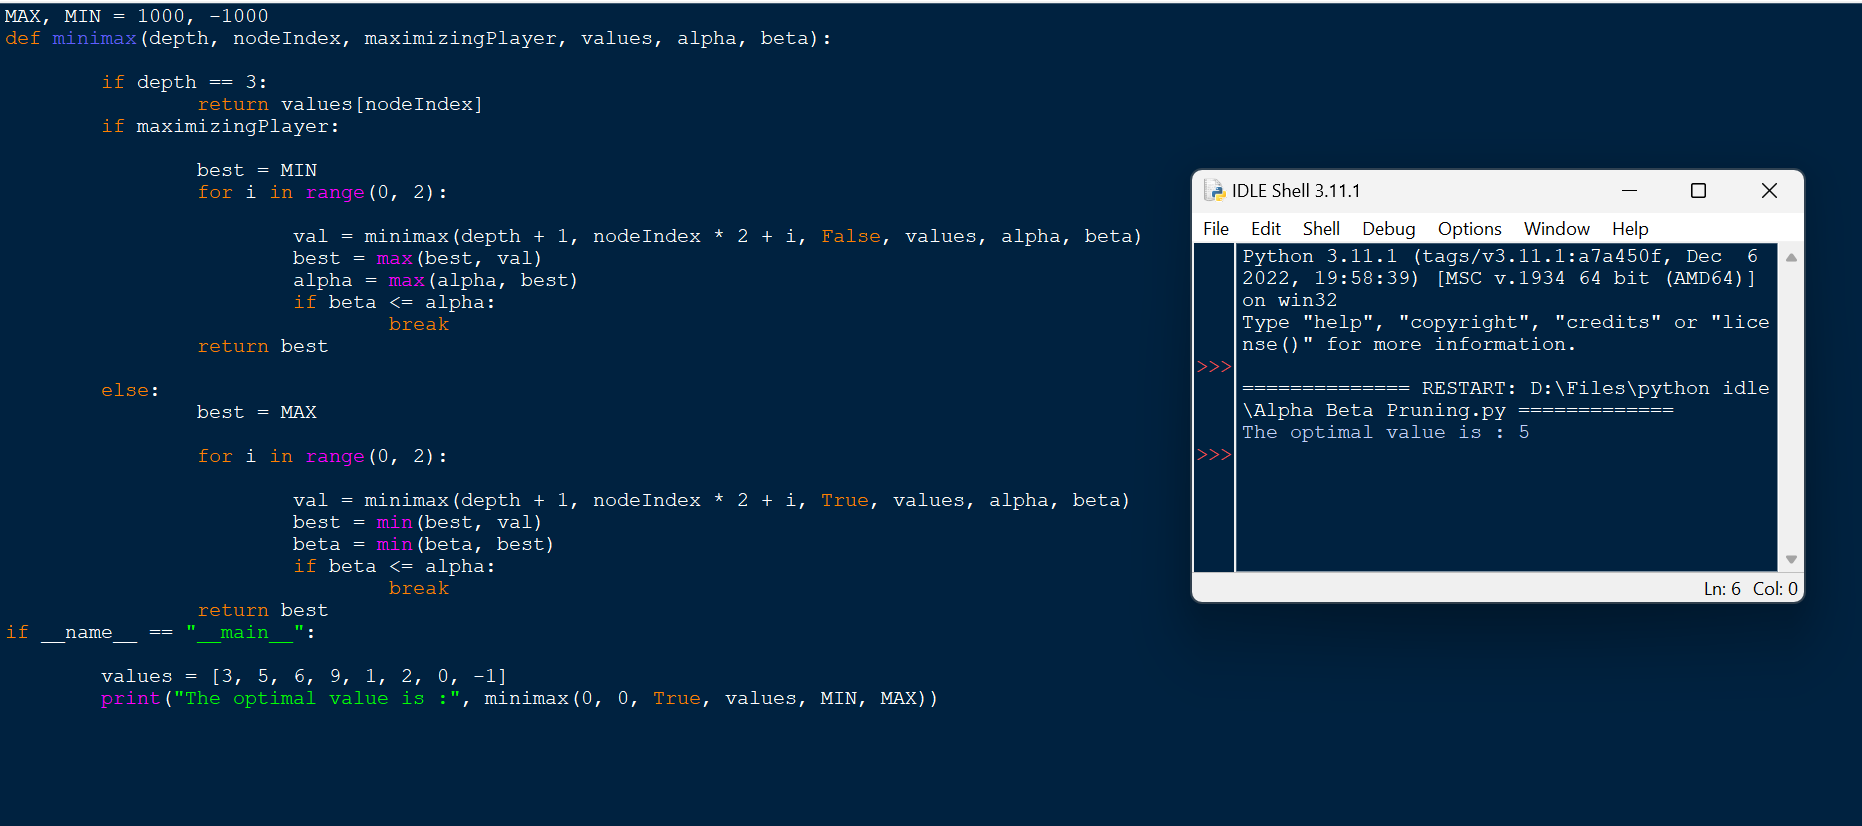 MAX, MIN = 1000, -1000
def minimax(depth, nodeIndex, maximizingPlayer, values, alpha, beta):
if depth == 3:
return values[nodeIndex]
if maximizingPlayer:
best = MIN
for i in range(0, 2):
val = minimax(depth + 1, nodeIndex * 2 + i, False, values, alpha, beta)
best = max(best, val)
alpha = max(alpha, best)
if beta <= alpha:
break
return best
else:
best = MAX
for i in range(0, 2):
val = minimax(depth + 1, nodeIndex * 2 + i, True, values, alpha, beta)
best = min(best, val)
beta = min(beta, best)
if beta <= alpha:
break
return best
if __name__ == "__main__":
values = [3, 5, 6, 9, 1, 2, 0, -1]
print("The optimal value is :", minimax(0, 0, True, values, MIN, MAX))
IDLE Shell 3.11.1
File Edit Shell Debug Options Window Help
Python 3.11.1 (tags/v3.11.1:a7a450f, Dec  6
2022, 19:58:39) [MSC v.1934 64 bit (AMD64)]
on win32
Type "help", "copyright", "credits" or "lice
nse()" for more information.
>>>
============== RESTART: D:\Files\python idle
\Alpha Beta Pruning.py =============
The optimal value is : 5
>>>
Ln: 6 Col: 0